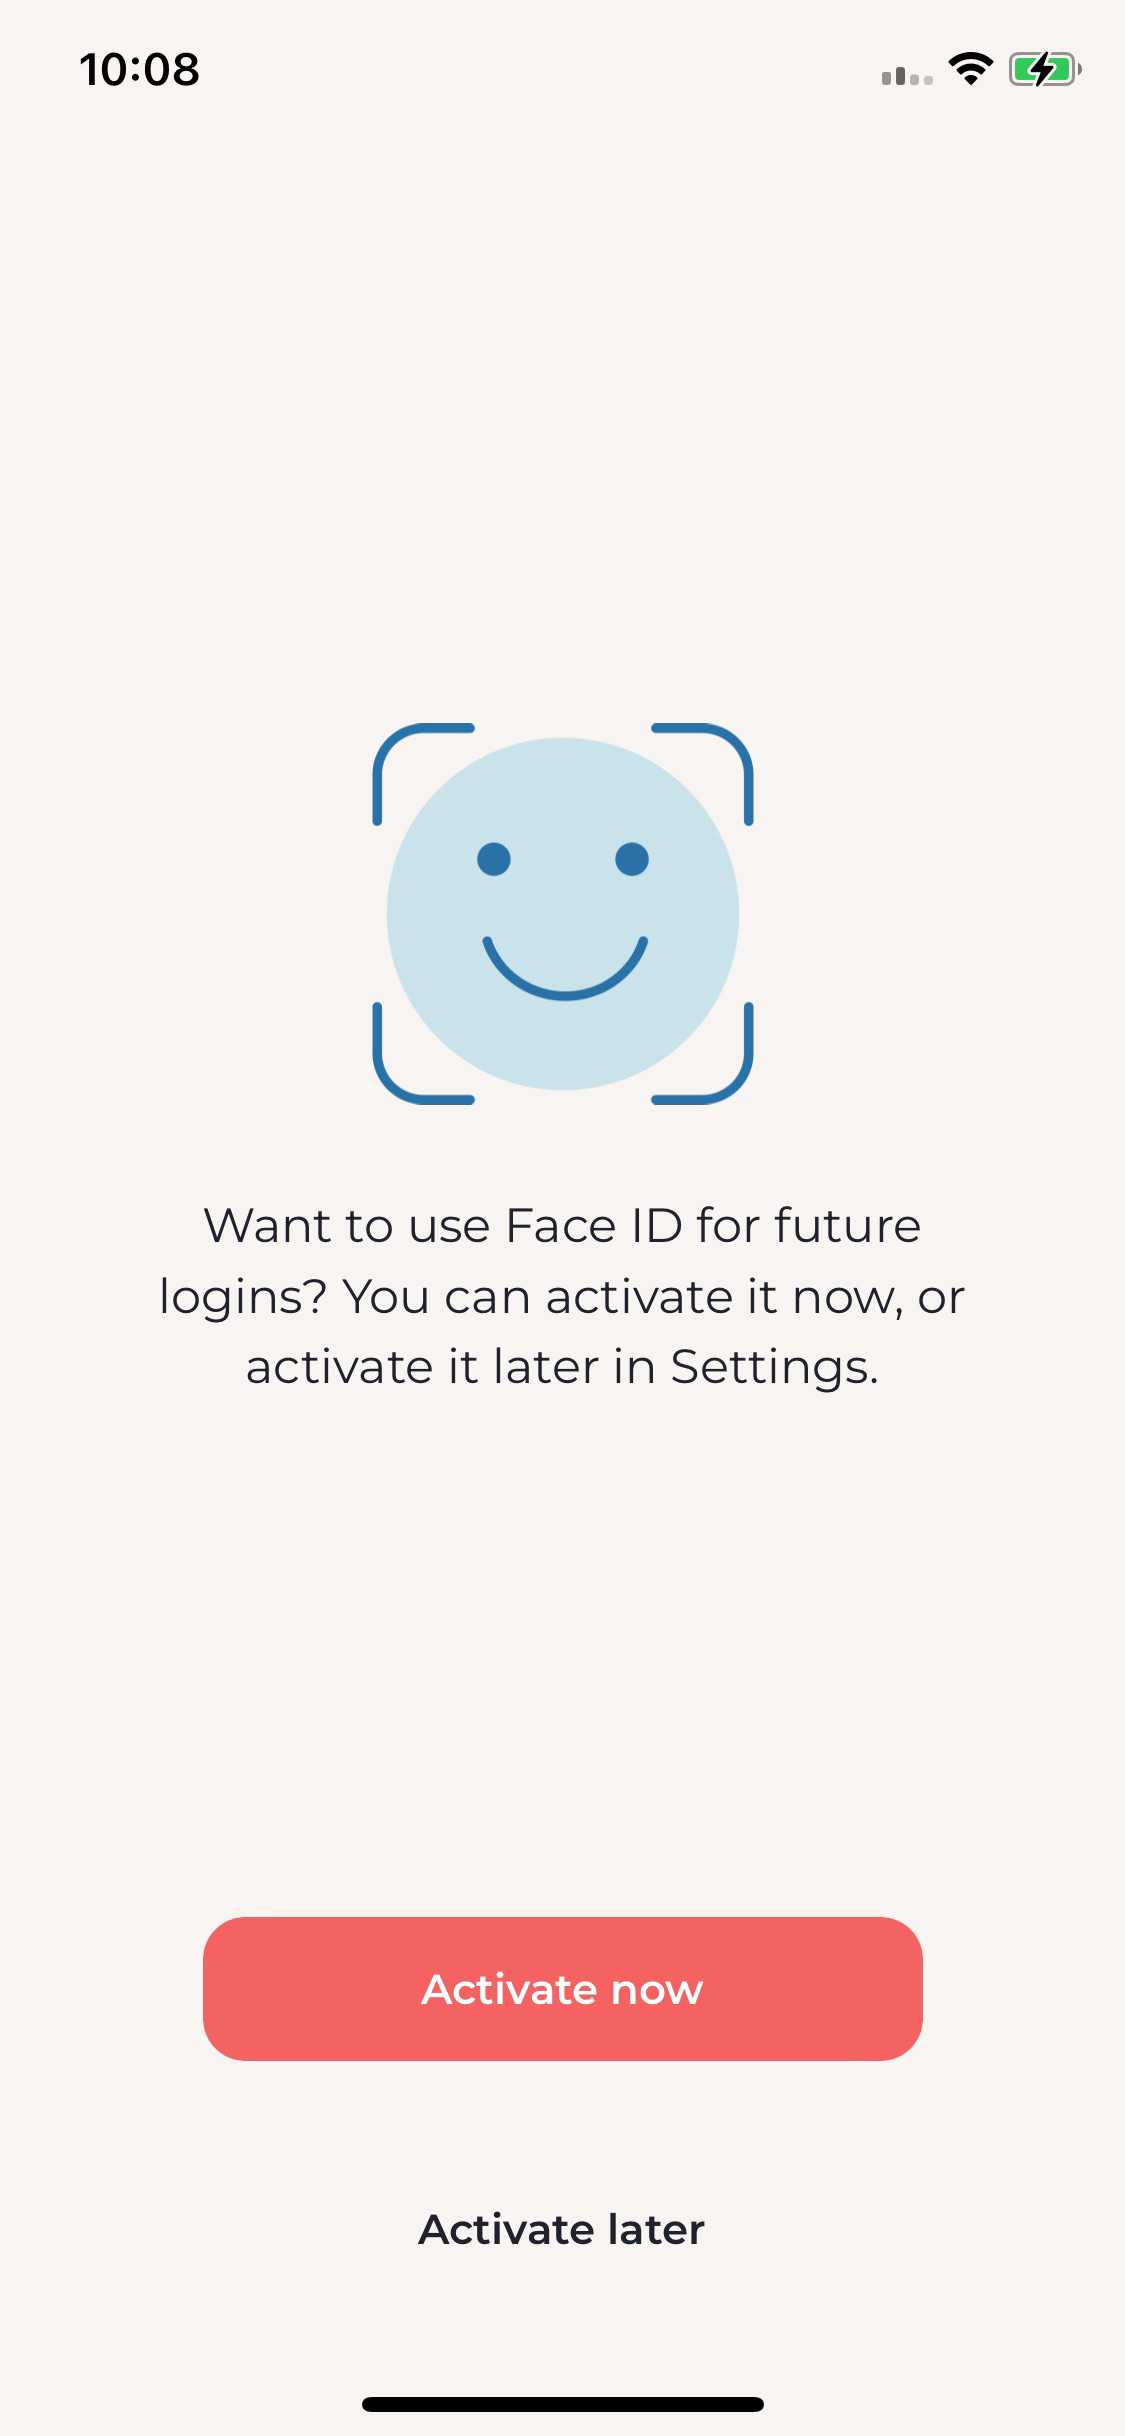 10:08
Want to use Face ID for future
logins? You can activate it now, or
activate it later in Settings.
Activate now
Activate later